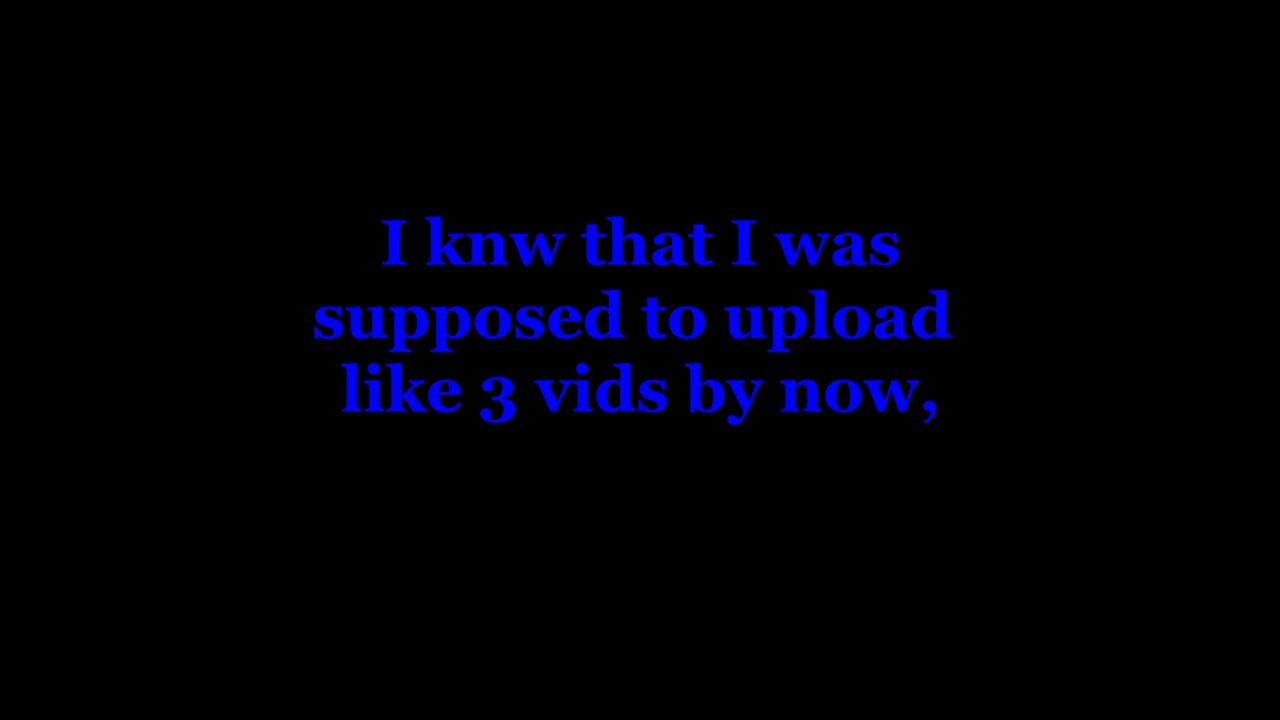 I knw that I was
supposed to upload
like 3 vids by now,